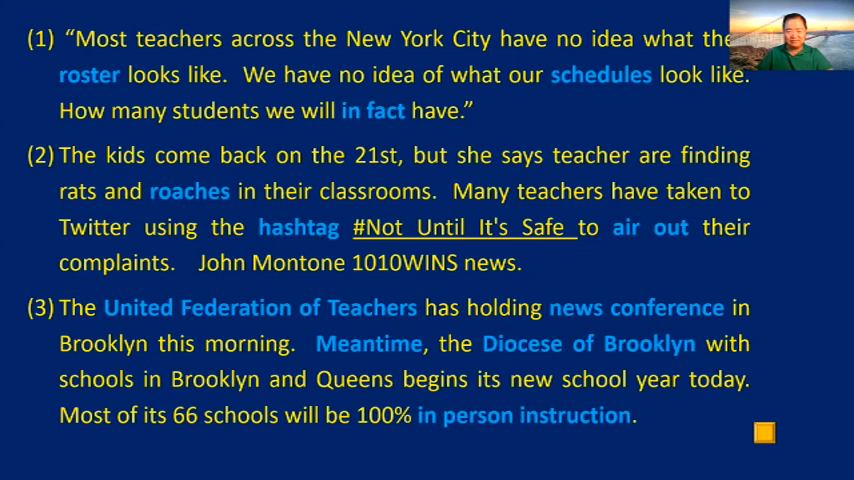 (1) “Most teachers across the New York City have no idea what the
roster looks like. We have no idea of what our schedules look like.
How many students we will in fact have.”
(2) The kids come back on the 21st, but she says teacher are finding
rats and roaches in their classrooms. Many teachers have taken to
Twitter using the hashtag #Not Until It's Safe to air out their
complaints. John Montone 1010WINS news.
(3) The United Federation of Teachers has holding news conference in
Brooklyn this morning. Meantime, the Diocese of Brooklyn with
schools in Brooklyn and Queens begins its new school year today.
Most of its 66 schools will be 100% in person instruction.